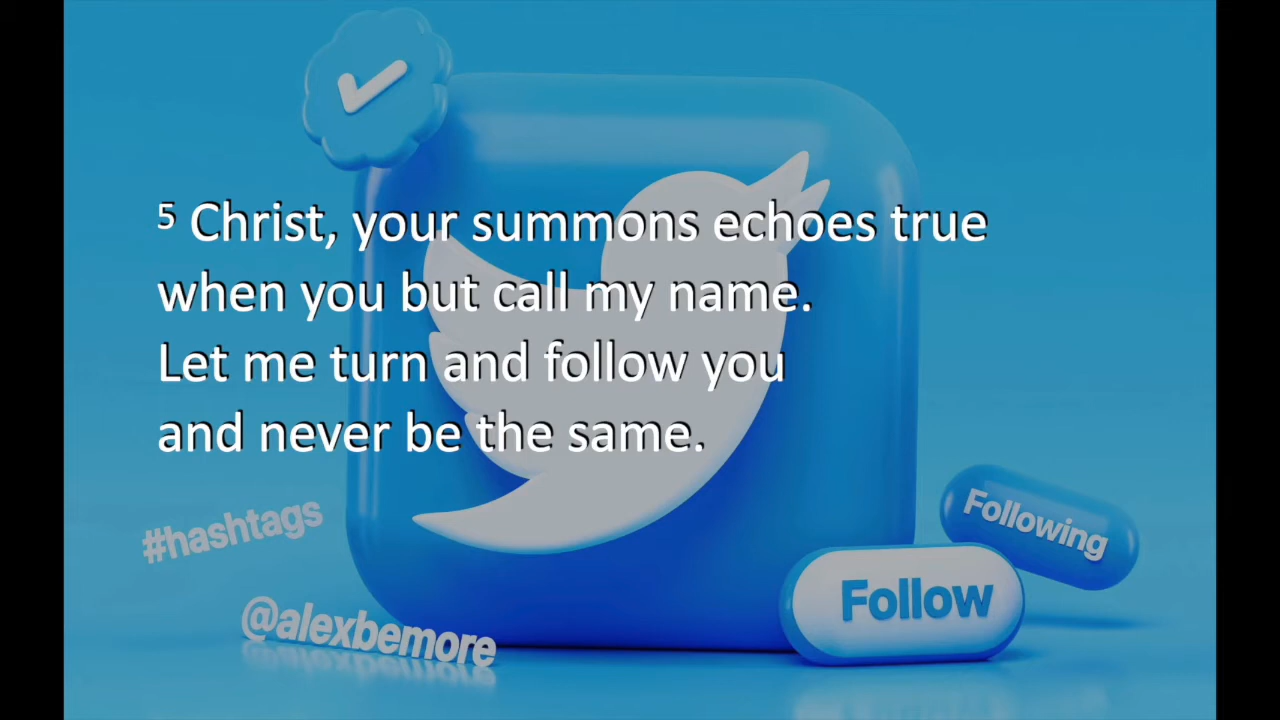 5 Christ, your summons echoes true
when you but call my name.
Let me turn and follow you
and never be the same.
#hashtags
Following
Follow
@alexbemore